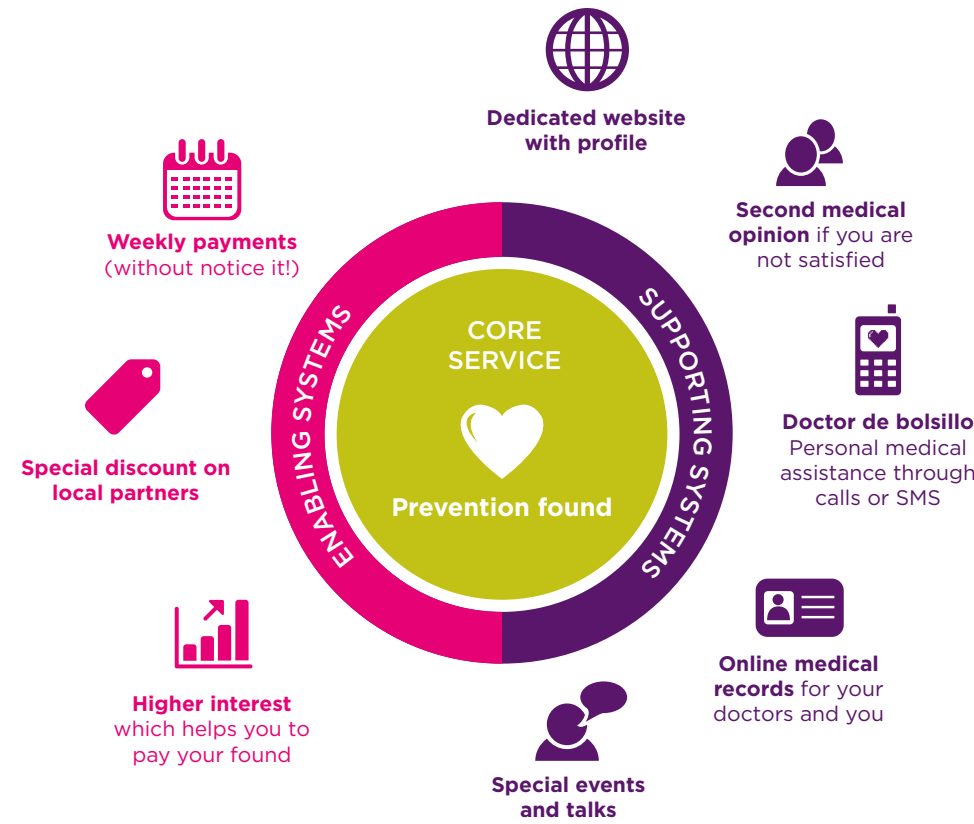 Dedicated website
with profile
Second medical
opinion if you are
not satisfied
Doctor de bolsillo
Personal medical
assistance through
calls or SMS
Online medical
records for your
doctors and you
Special events
and talks
Higher interest
which helps you to
pay your found
Special discount on
local partners
Weekly payments
(without notice it!)
ENABLING SYSTEMS
SUPPORTING SYSTEMS
CORE
SERVICE
Prevention found